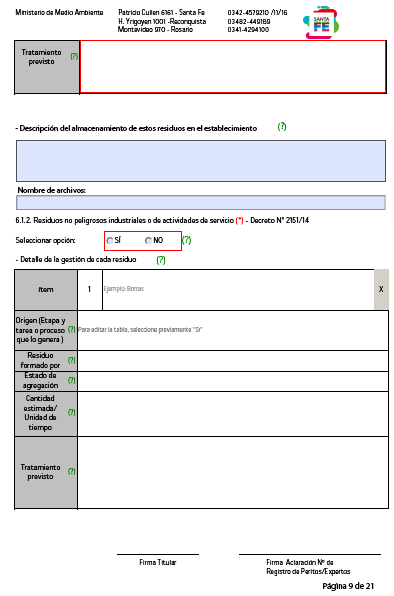 Ministerio de Medio Ambiente
Patricio Cullen 6161 - Santa Fe
0342-4579210 /11/16
H. Yrigoyen 1001 -Reconquista
03482-449189
Montevideo 970 - Rosario
0341-4294100
SANTA
FE
Tratamiento
previsto
(?)
- Descripción del almacenamiento de estos residuos en el establecimiento
(?)
Nombre de archivos:
6.1.2. Residuos no peligrosos industriales o de actividades de servicio (*) - Decreto Nº 2151/14
Seleccionar opción:
SÍ
NO
(?)
- Detalle de la gestión de cada residuo
(?)
Item
1
Ejemplo: Borras
X
Origen (Etapa y
tarea o proceso
que lo genera )
(?)
Para editar la tabla, seleccione previamente "Sí"
Residuo
formado por
(?)
Estado de
agregación
(?)
Cantidad
estimada/
Unidad de
tiempo
(?)
Tratamiento
previsto
(?)
Firma Titular
Firma Aclaración Nº de
Registro de Peritos/Expertos
Página 9 de 21